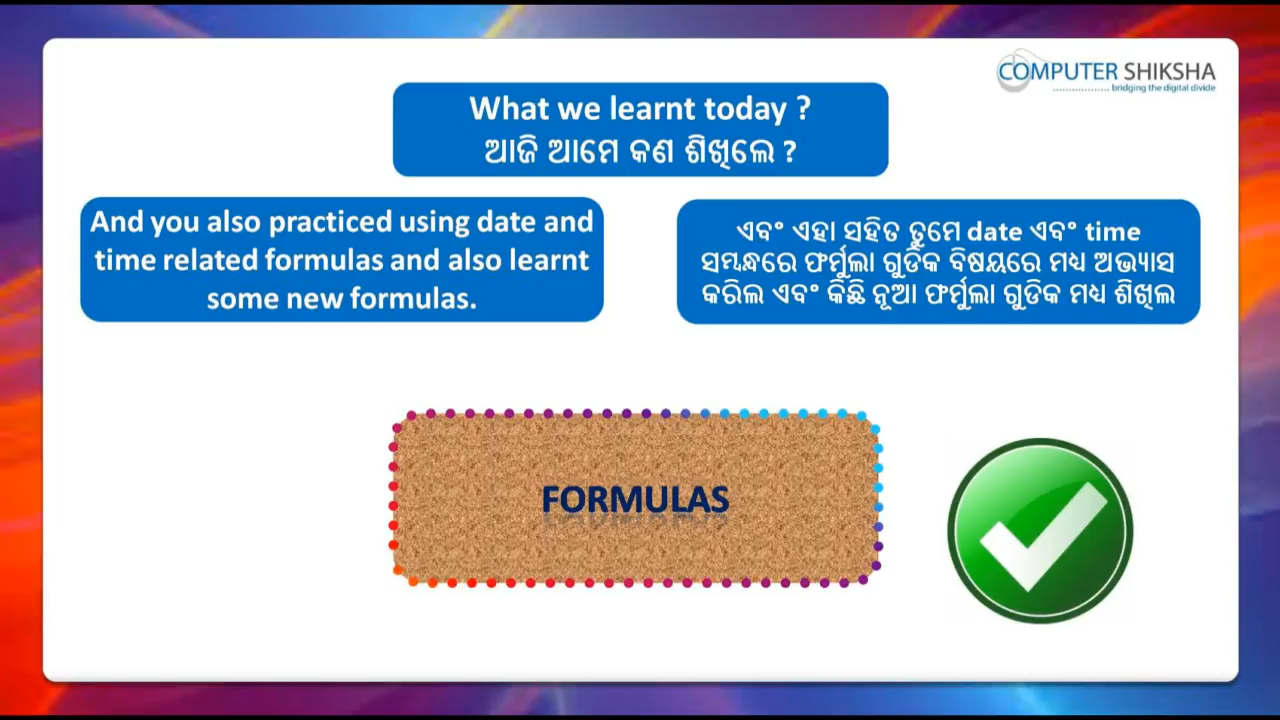 COMPUTER SHIKSHA
bridging the digital divide
What we learnt today ?
ଆଜି ଆମେ କଣ ଶିଖିଲେ ?
And you also practiced using date and
time related formulas and also learnt
some new formulas.
ଏବଂ ଏହା ସହିତ ତୁମେ date ଏବଂ time
ସମ୍ବନ୍ଧରେ ଫର୍ମୁଲା ଗୁଡିକ ବିଷୟରେ ମଧ୍ୟ ଅଭ୍ୟାସ
କରିଲ ଏବଂ କିଛି ନୂଆ ଫର୍ମୁଲା ଗୁଡିକ ମଧ୍ୟ ଶିଖିଲ
FORMULAS